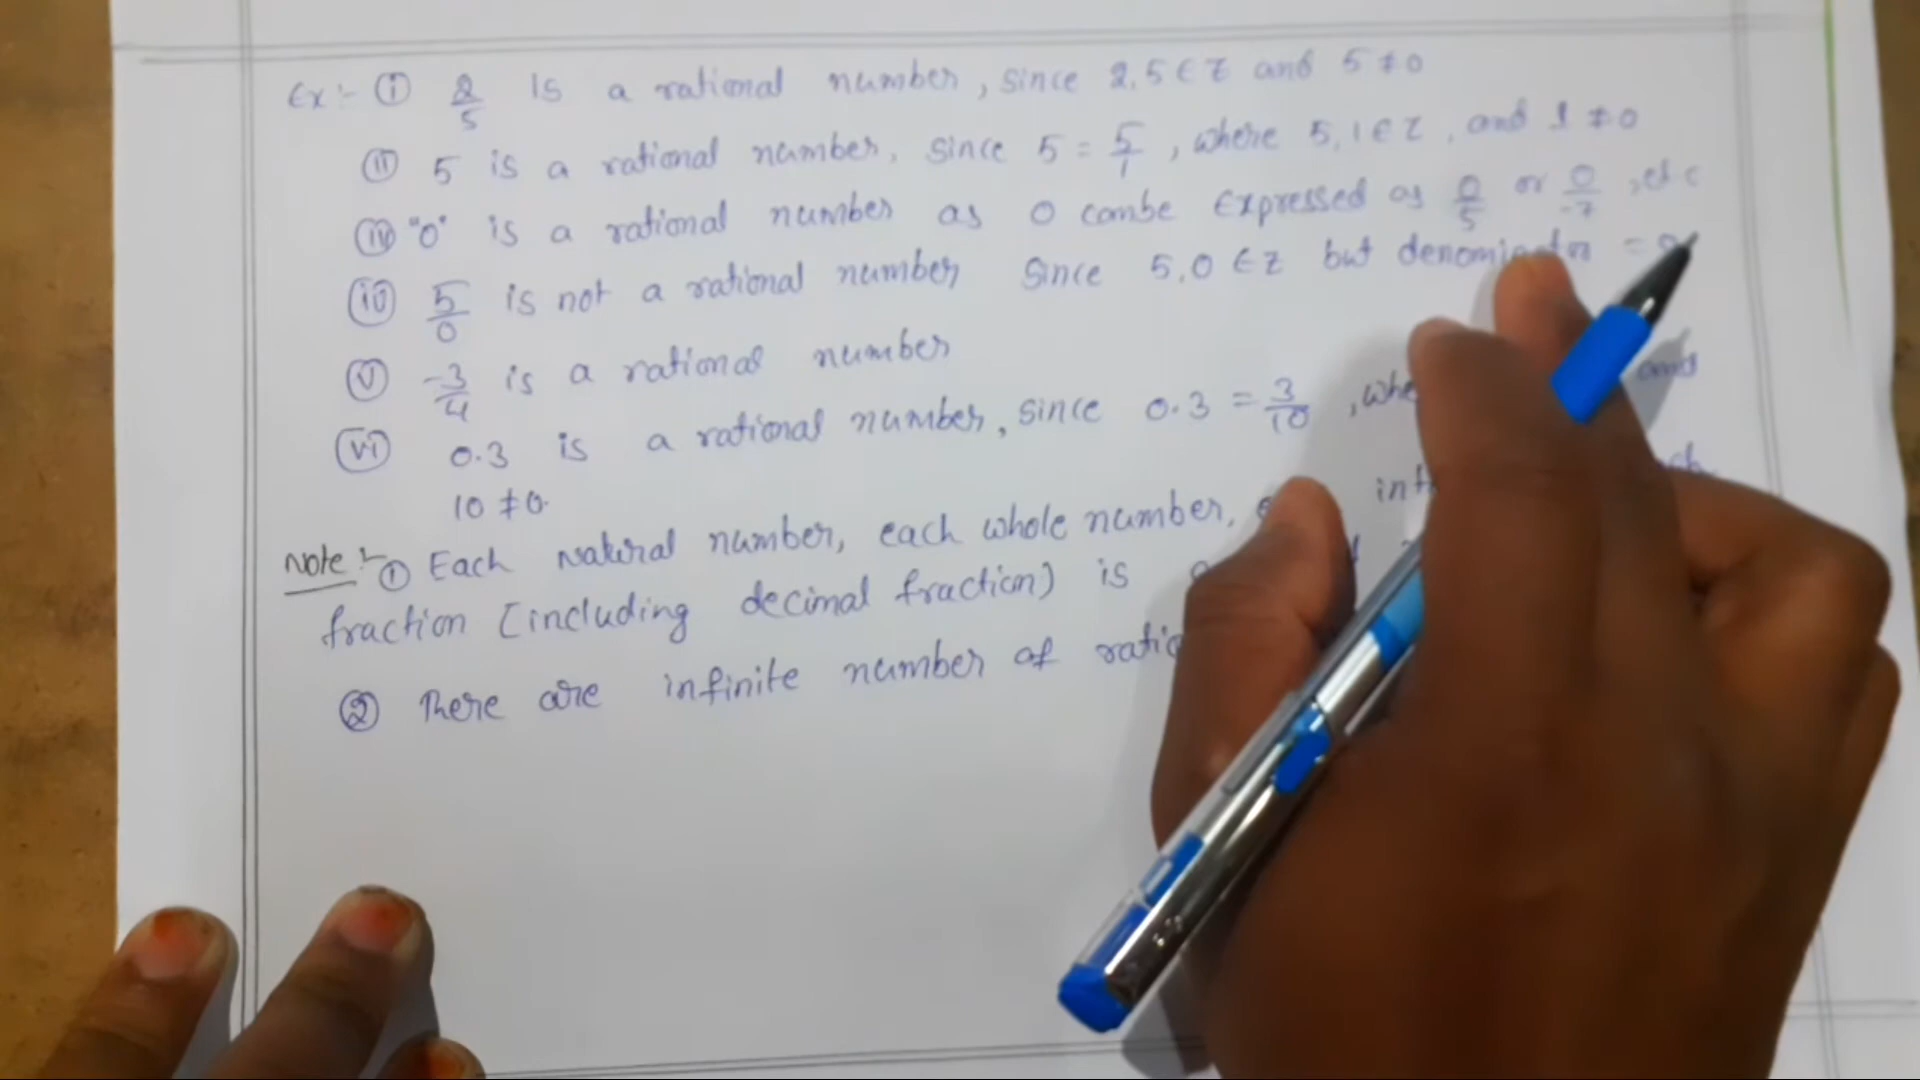 Ex:- (i) 2/5 is a rational number, since 2,5 ∈ Z and 5 ≠ 0
(ii) 5 is a rational number, since 5 = 5/1, where 5,1 ∈ Z, and 1 ≠ 0
"0" is a rational number as 0 canbe expressed as 0/5 or 0/-7, etc
(iv) 5/0 is not a rational number since 5,0 ∈ Z but denominator =
(v) -3/4 is a rational number
(vi) 0.3 is a rational number, since 0.3 = 3/10, and
10 ≠ 0.
Note:- (1) Each natural number, each whole number,
fraction [including decimal fraction) is
(2) There are infinite number of